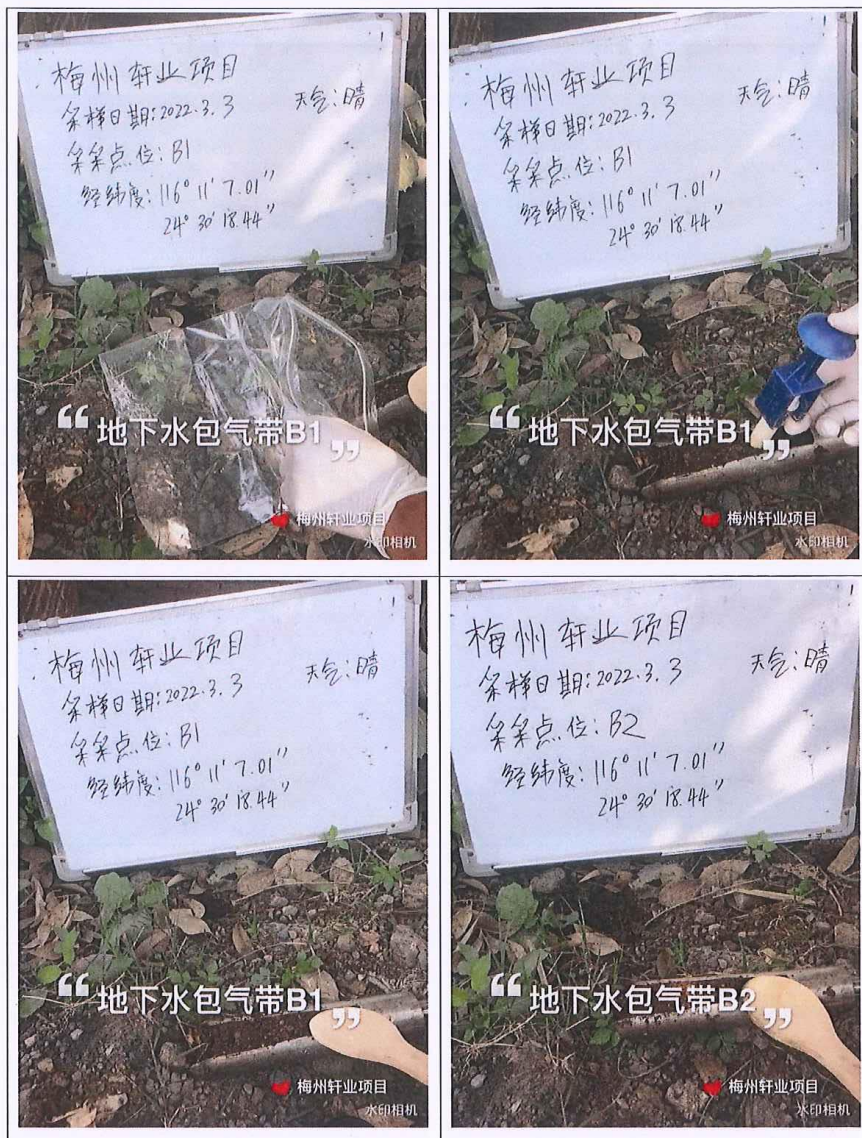 梅州轩业项目
采样日期:2022.3.3 天气:晴
采采点位:B1
经纬度:116° 11' 7.01"
24° 30' 18.44"
“地下水包气带B1”
梅州轩业项目
水印相机
梅州轩业项目
采样日期:2022.3.3 天气:晴
采采点位:B1
经纬度:116° 11' 7.01"
24° 30' 18.44"
“地下水包气带B1”
梅州轩业项目
水印相机
梅州轩业项目
采样日期:2022.3.3 天气:晴
采采点位:B1
经纬度:116° 11' 7.01"
24° 30' 18.44"
“地下水包气带B1”
梅州轩业项目
水印相机
梅州轩业项目
采样日期:2022.3.3 天气:晴
采采点位:B2
经纬度:116° 11' 7.01"
24° 30' 18.44"
“地下水包气带B2”
梅州轩业项目
水印相机